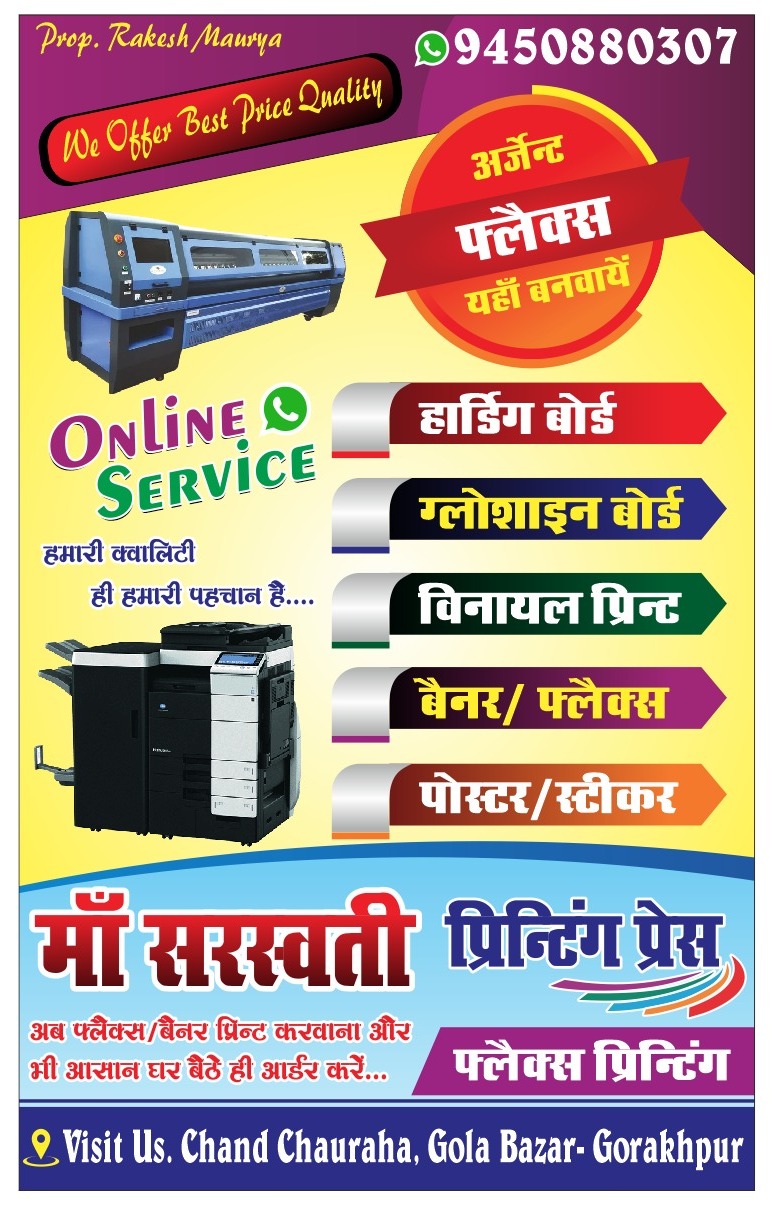 Prop. Rakesh Maurya
9450880307
We Offer Best Price Quality
अर्जेन्ट
फ्लैक्स
यहाँ बनवायें
Online
Service
हार्डिग बोर्ड
ग्लोशाइन बोर्ड
हमारी क्वालिटी
ही हमारी पहचान है....
विनायल प्रिन्ट
बैनर/ फ्लैक्स
पोस्टर/स्टीकर
माँ सरस्वती प्रिन्टिंग प्रेस
अब फ्लैक्स/बैनर प्रिन्ट करवाना और
भी आसान घर बैठे ही आर्डर करें...
फ्लैक्स प्रिन्टिंग
Visit Us. Chand Chauraha, Gola Bazar- Gorakhpur